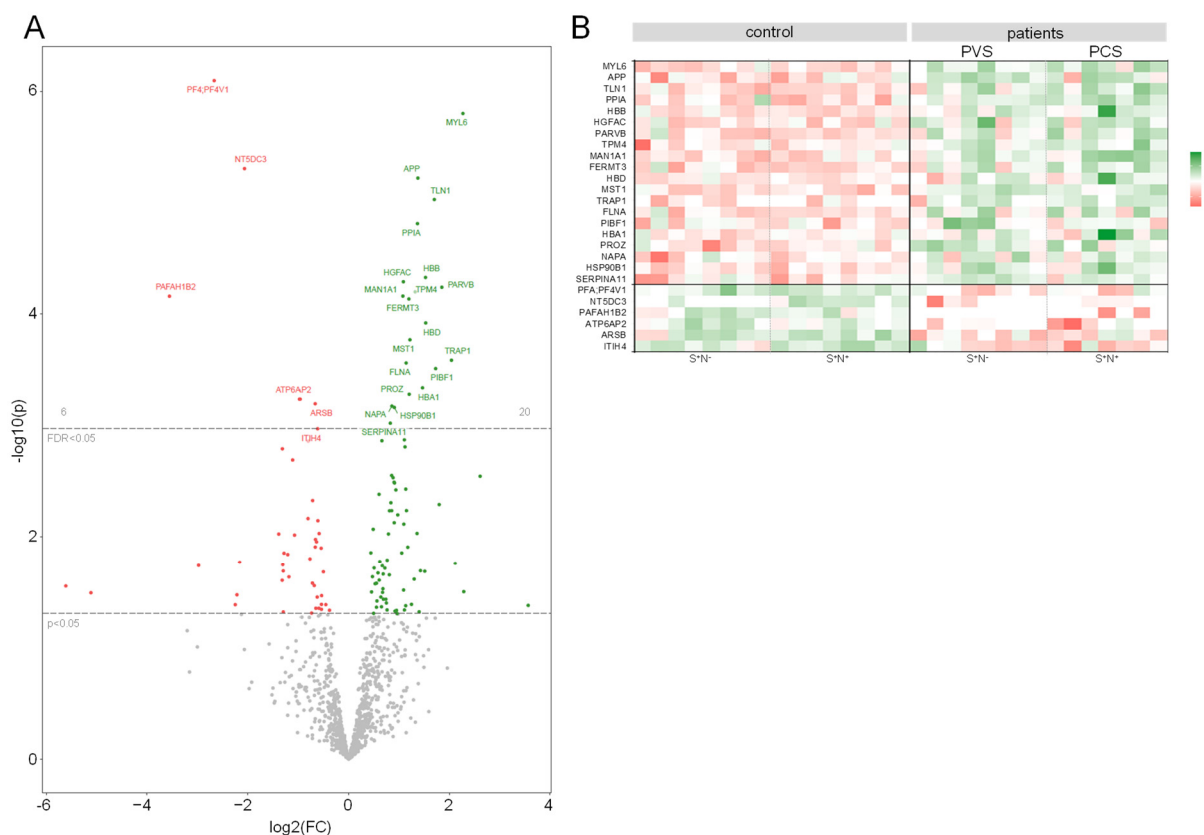 A
-log10(p)
6
4
2
0
PF4;PF4V1
MYL6
NT5DC3
APP
TLN1
PPIA
HGFAC
HBB
PAFAH1B2
MAN1A1
TPM4
PARVB
FERMT3
HBD
MST1
TRAP1
FLNA
PIBF1
ATP6AP2
PROZ
HBA1
6
ARSB
NAPA
HSP90B1
20
FDR<0.05
ITIH4
SERPINA11
p<0.05
-6
-4
-2
0
2
4
log2(FC)
B
control
patients
PVS
PCS
MYL6
APP
TLN1
PPIA
HBB
HGFAC
PARVB
TPM4
MAN1A1
FERMT3
HBD
MST1
TRAP1
FLNA
PIBF1
HBA1
PROZ
NAPA
HSP90B1
SERPINA11
PFA;PF4V1
NT5DC3
PAFAH1B2
ATP6AP2
ARSB
ITIH4
S⁺N⁻
S⁺N⁺
S⁺N⁻
S⁺N⁺